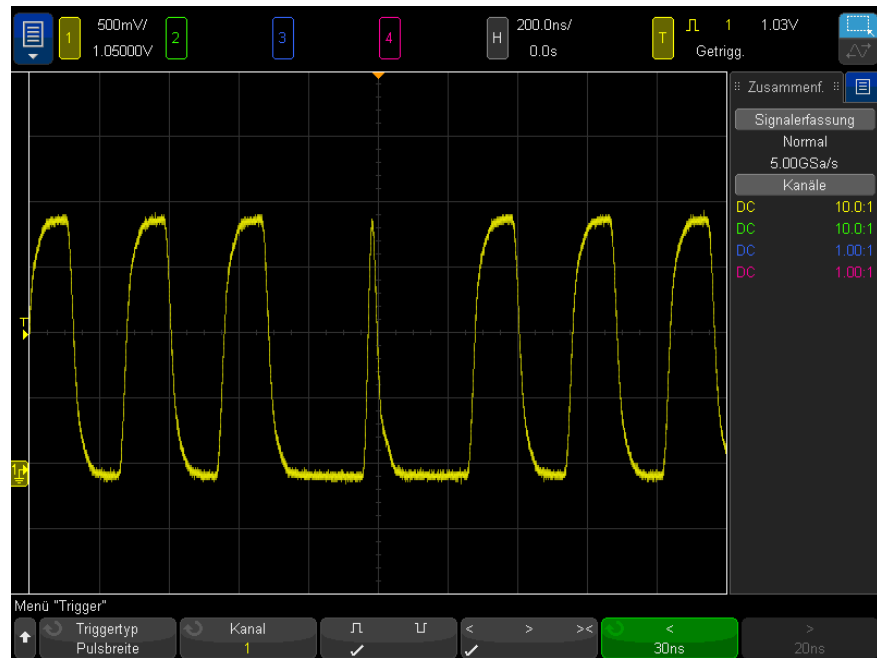 1 500mV/ 2 3 4 H 200.0ns/ T 1 1.03V
1.05000V 0.0s Getrigg.
Zusammenf.
Signalerfassung
Normal
5.00GSa/s
Kanäle
DC 10.0:1
DC 10.0:1
DC 1.00:1
DC 1.00:1
T
1
Menü "Trigger"
Triggertyp Kanal < > >< < >
Pulsbreite 1 30ns 20ns